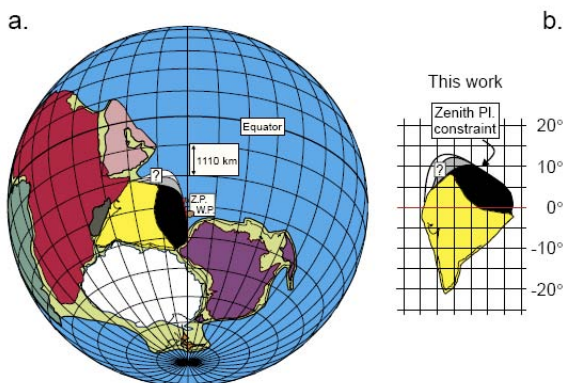 a.
b.
This work
Zenith Pl.
constraint
Equator
1110 km
?
Z.P.
W.P.
?
20°
10°
0°
-10°
-20°